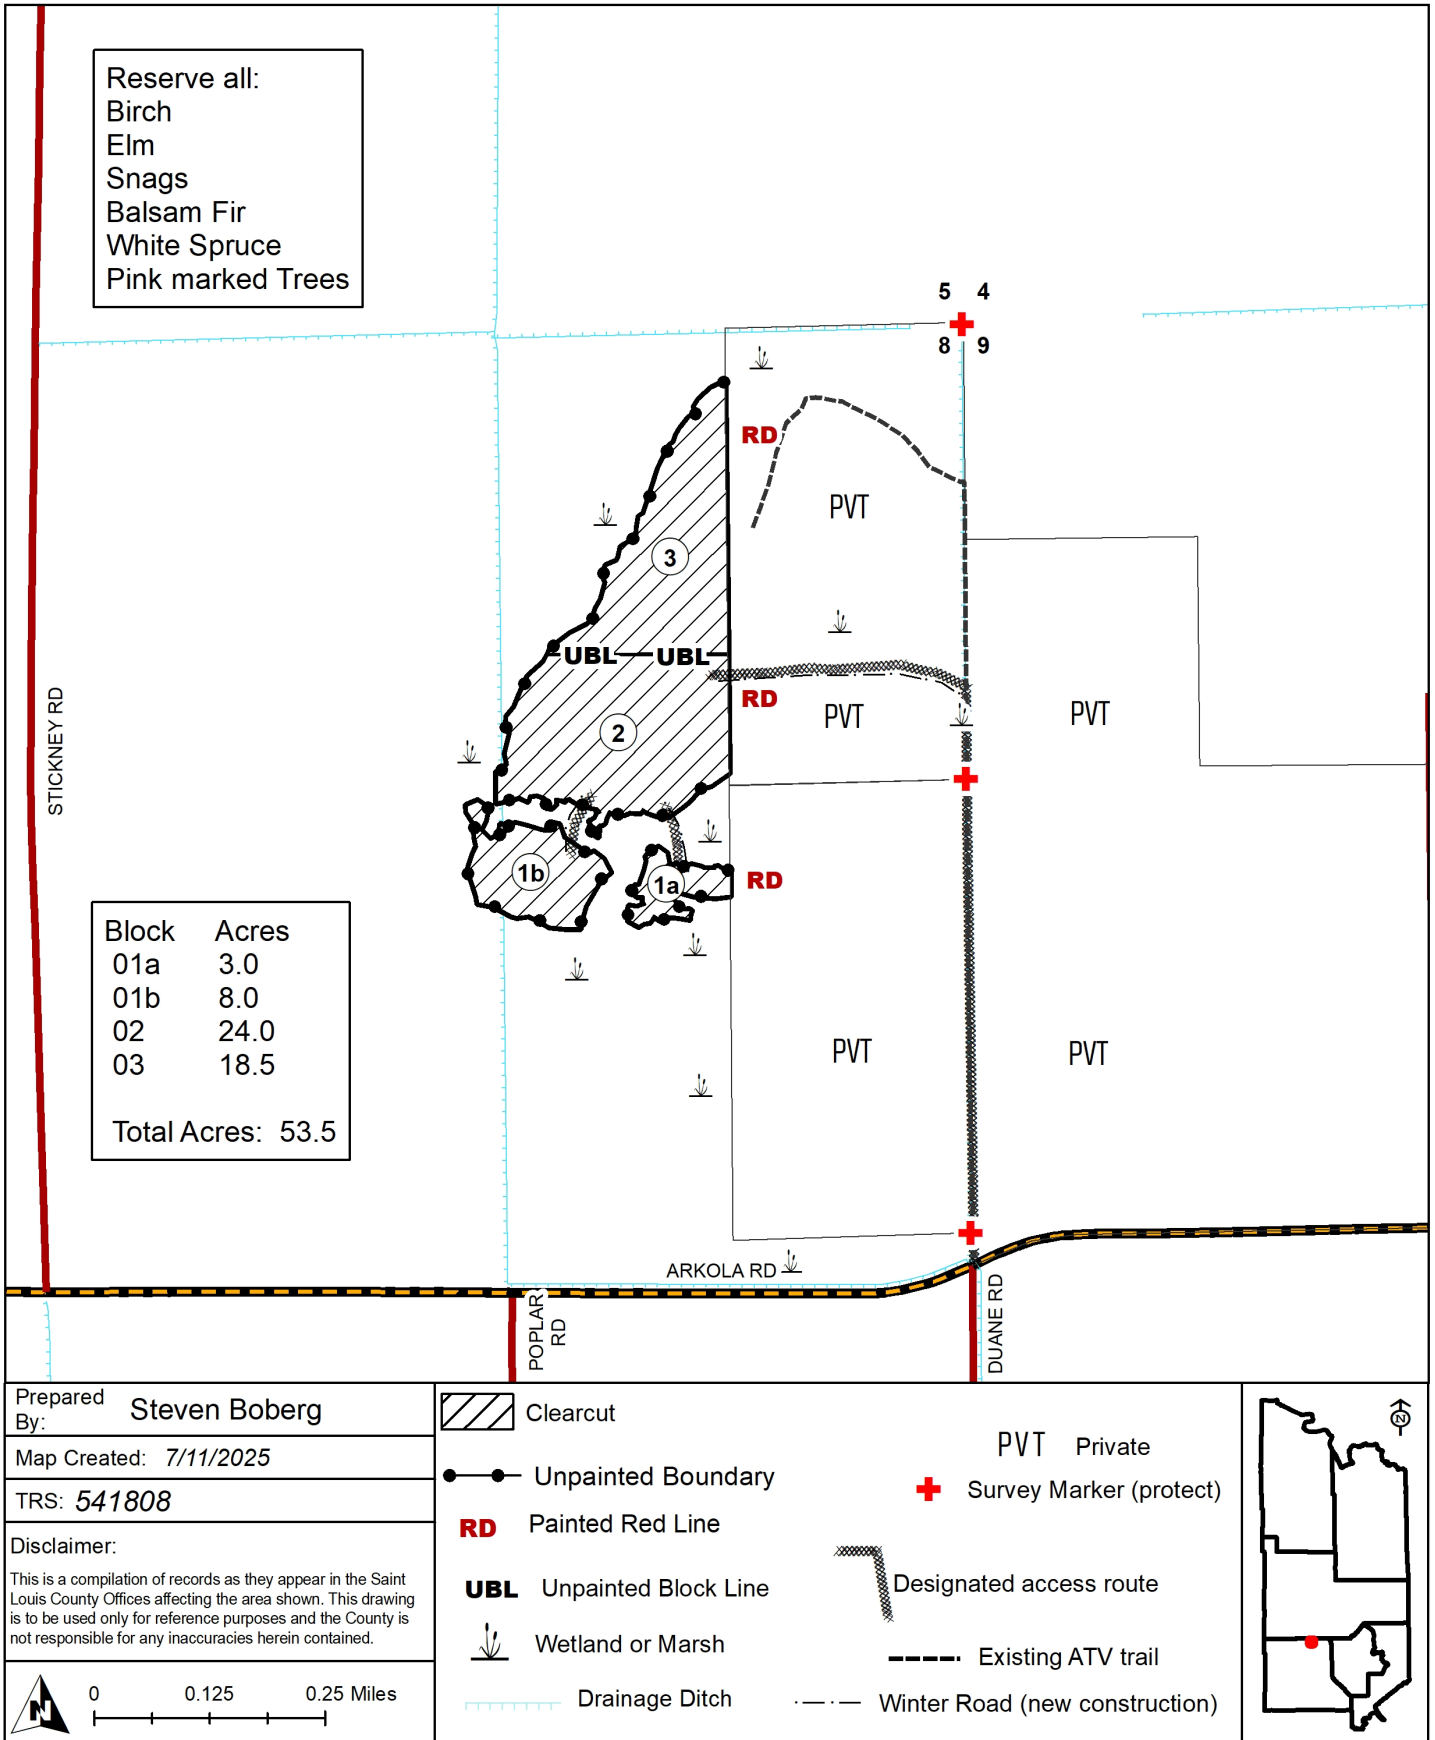 Reserve all:
Birch
Elm
Snags
Balsam Fir
White Spruce
Pink marked Trees
5 4
8 9
RD
PVT
3
UBL UBL
RD
PVT
PVT
2
STICKNEY RD
1b
1a
RD
Block Acres
01a 3.0
01b 8.0
02 24.0
03 18.5
Total Acres: 53.5
PVT
PVT
ARKOLA RD
POPLAR
RD
DUANE RD
Prepared
By:
Steven Boberg
Map Created: 7/11/2025
TRS: 541808
Disclaimer:
This is a compilation of records as they appear in the Saint
Louis County Offices affecting the area shown. This drawing
is to be used only for reference purposes and the County is
not responsible for any inaccuracies herein contained.
N
0 0.125 0.25 Miles
Clearcut
Unpainted Boundary
RD Painted Red Line
UBL Unpainted Block Line
Wetland or Marsh
Drainage Ditch
PVT Private
Survey Marker (protect)
Designated access route
Existing ATV trail
Winter Road (new construction)
N